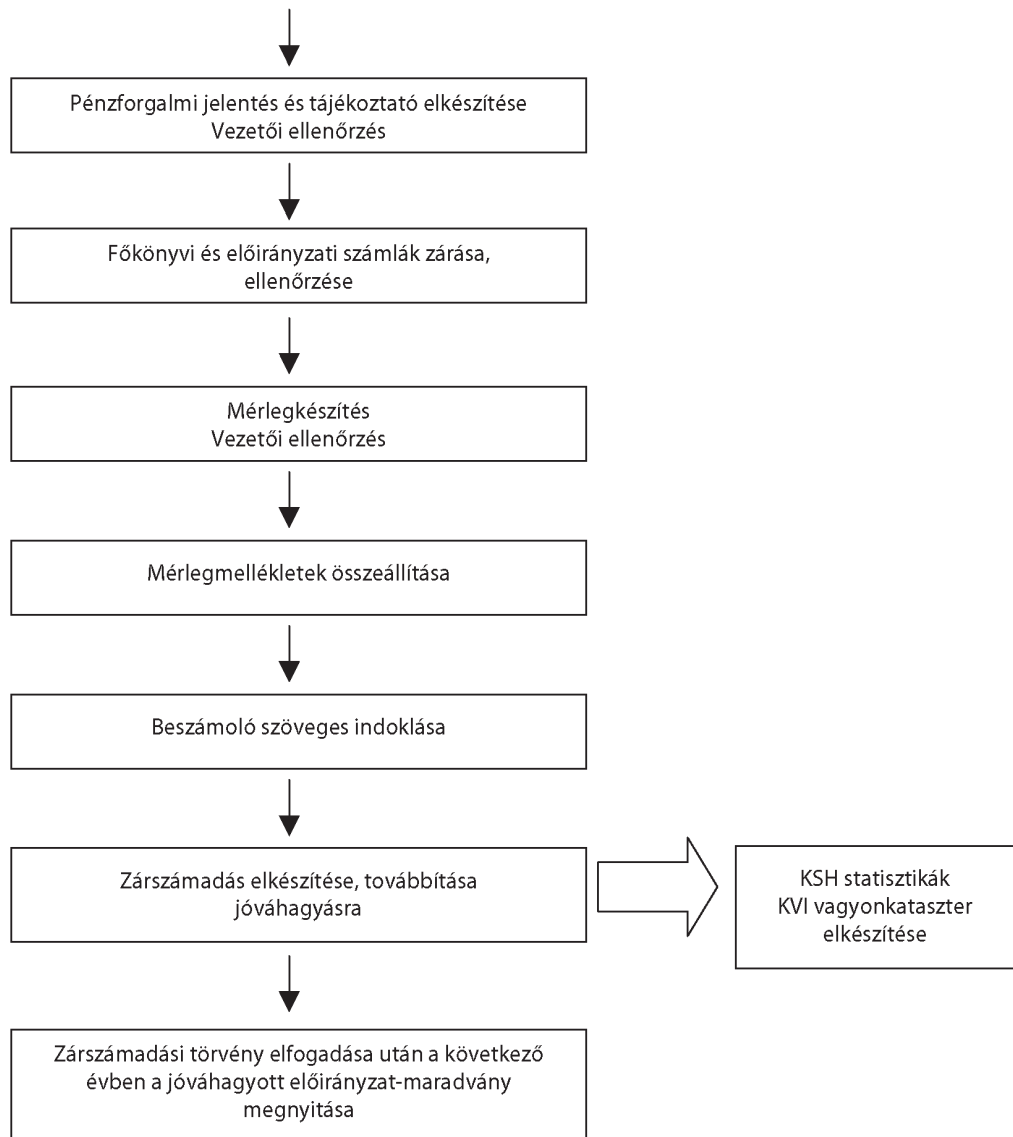 Pénzforgalmi jelentés és tájékoztató elkészítése
Vezetői ellenőrzés
Főkönyvi és előirányzati számlák zárása,
ellenőrzése
Mérlegkészítés
Vezetői ellenőrzés
Mérlegmellékletek összeállítása
Beszámoló szöveges indoklása
Zárszámadás elkészítése, továbbítása
jóváhagyásra
KSH statisztikák
KVI vagyonkataszter
elkészítése
Zárszámadási törvény elfogadása után a következő
évben a jóváhagyott előirányzat-maradvány
megnyitása